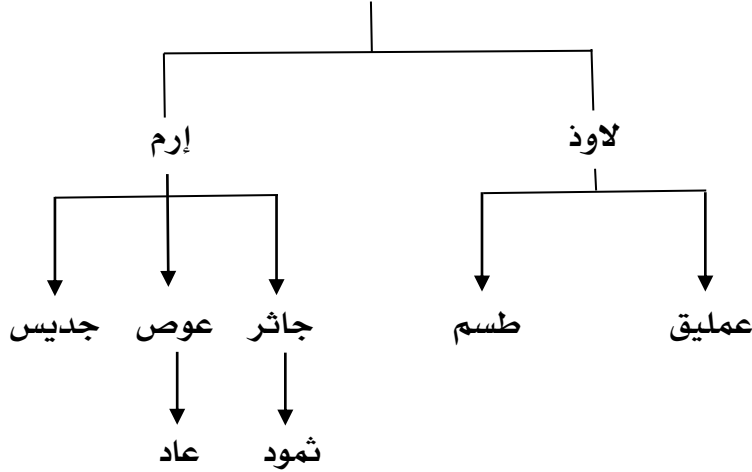 لاوذ إرم
عمليق طسم جاثر عوص جديس
ثمود عاد